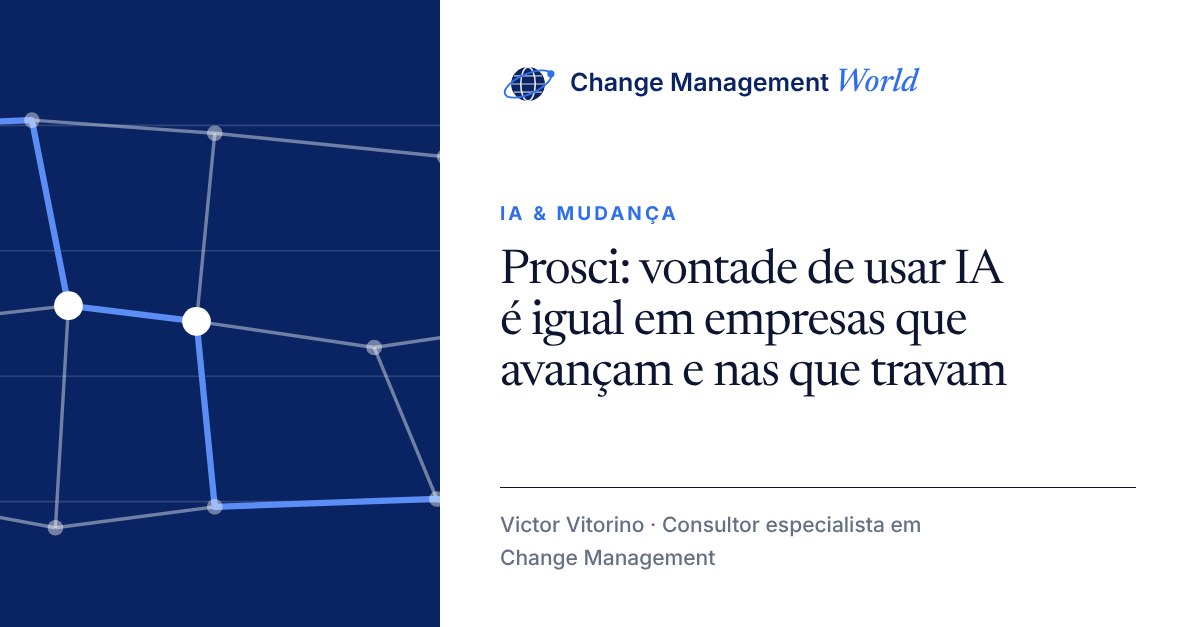 Change Management World
IA & MUDANÇA
Prosci: vontade de usar IA
é igual em empresas que
avançam e nas que travam
Victor Vitorino · Consultor especialista em
Change Management